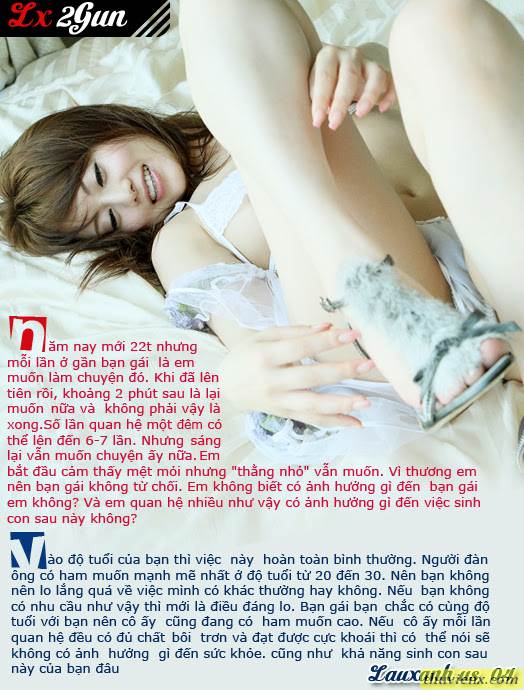 Lx 2Gun
năm nay mới 22t nhưng
mỗi lần ở gần bạn gái là em
muốn làm chuyện đó. Khi đã lên
tiên rồi, khoảng 2 phút sau là lại
muốn nữa và không phải vậy là
xong.Số lần quan hệ một đêm có
thể lên đến 6-7 lần. Nhưng sáng
lại vẫn muốn chuyện ấy nữa. Em
bắt đầu cảm thấy mệt mỏi nhưng "thằng nhỏ" vẫn muốn. Vì thương em
nên bạn gái không từ chối. Em không biết có ảnh hưởng gì đến bạn gái
em không? Và em quan hệ nhiều như vậy có ảnh hưởng gì đến việc sinh
con sau này không?
Vào độ tuổi của bạn thì việc này hoàn toàn bình thường. Người đàn
ông có ham muốn mạnh mẽ nhất ở độ tuổi từ 20 đến 30. Nên bạn không
nên lo lắng quá về việc mình có khác thường hay không. Nếu bạn không
có nhu cầu như vậy thì mới là điều đáng lo. Bạn gái bạn chắc có cùng độ
tuổi với bạn nên cô ấy cũng đang có ham muốn cao. Nếu cô ấy mỗi lần
quan hệ đều có đủ chất bôi trơn và đạt được cực khoái thì có thể nói sẽ
không có ảnh hưởng gì đến sức khỏe. cũng như khả năng sinh con sau
này của bạn đâu
Lauxanh.us 04
thuvienx.com